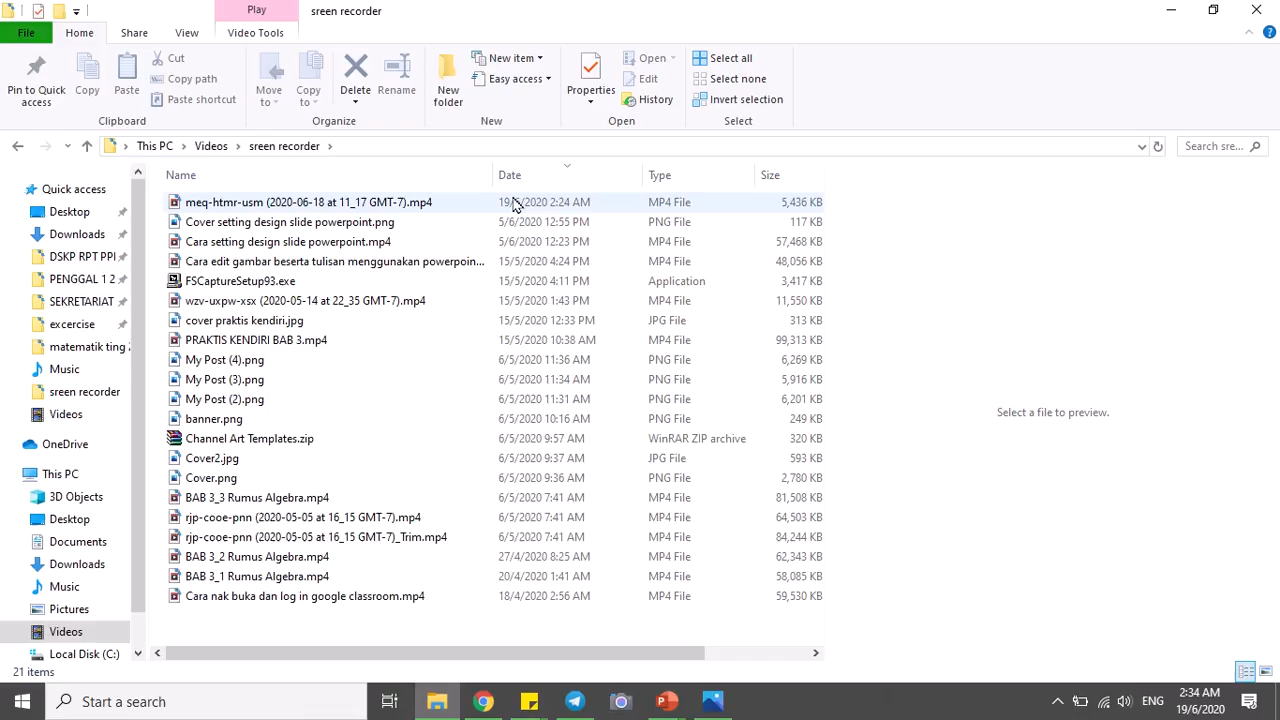 Play
sreen recorder
File
Home
Share
View
Video Tools
Pin to Quick access
Copy
Paste
Cut
Copy path
Paste shortcut
Clipboard
Move to
Copy to
Delete
Rename
Organize
New folder
New item
Easy access
New
Properties
Open
Edit
History
Open
Select all
Select none
Invert selection
Select
This PC
Videos
sreen recorder
Search sre...
Name
Date
Type
Size
Quick access
Desktop
Downloads
DSKP RPT PPI
PENGGAL 1 2
SEKRETARIAT
excercise
matematik ting 2
Music
sreen recorder
Videos
OneDrive
This PC
3D Objects
Desktop
Documents
Downloads
Music
Pictures
Videos
Local Disk (C:)
meq-htmr-usm (2020-06-18 at 11_17 GMT-7).mp4 2020 2:24 AM MP4 File 5,436 KB
Cover setting design slide powerpoint.png 5/6/2020 12:55 PM PNG File 117 KB
Cara setting design slide powerpoint.mp4 5/6/2020 12:23 PM MP4 File 57,468 KB
Cara edit gambar beserta tulisan menggunakan powerpoin... 15/5/2020 4:24 PM MP4 File 48,056 KB
FSCaptureSetup93.exe 15/5/2020 4:11 PM Application 3,417 KB
wzv-uxpw-xsx (2020-05-14 at 22_35 GMT-7).mp4 15/5/2020 1:43 PM MP4 File 11,550 KB
cover praktis kendiri.jpg 15/5/2020 12:33 PM JPG File 313 KB
PRAKTIS KENDIRI BAB 3.mp4 15/5/2020 10:38 AM MP4 File 99,313 KB
My Post (4).png 6/5/2020 11:36 AM PNG File 6,269 KB
My Post (3).png 6/5/2020 11:34 AM PNG File 5,916 KB
My Post (2).png 6/5/2020 11:31 AM PNG File 6,201 KB
banner.png 6/5/2020 10:16 AM PNG File 249 KB
Channel Art Templates.zip 6/5/2020 9:57 AM WinRAR ZIP archive 320 KB
Cover2.jpg 6/5/2020 9:37 AM JPG File 593 KB
Cover.png 6/5/2020 9:36 AM PNG File 2,780 KB
BAB 3_3 Rumus Algebra.mp4 6/5/2020 7:41 AM MP4 File 81,508 KB
rjp-cooe-pnn (2020-05-05 at 16_15 GMT-7).mp4 6/5/2020 7:41 AM MP4 File 64,503 KB
rjp-cooe-pnn (2020-05-05 at 16_15 GMT-7)_Trim.mp4 6/5/2020 7:41 AM MP4 File 84,244 KB
BAB 3_2 Rumus Algebra.mp4 27/4/2020 8:25 AM MP4 File 62,343 KB
BAB 3_1 Rumus Algebra.mp4 20/4/2020 1:41 AM MP4 File 58,085 KB
Cara nak buka dan log in google classroom.mp4 18/4/2020 2:56 AM MP4 File 59,530 KB
Select a file to preview.
21 items
Start a search
ENG
2:34 AM
19/6/2020